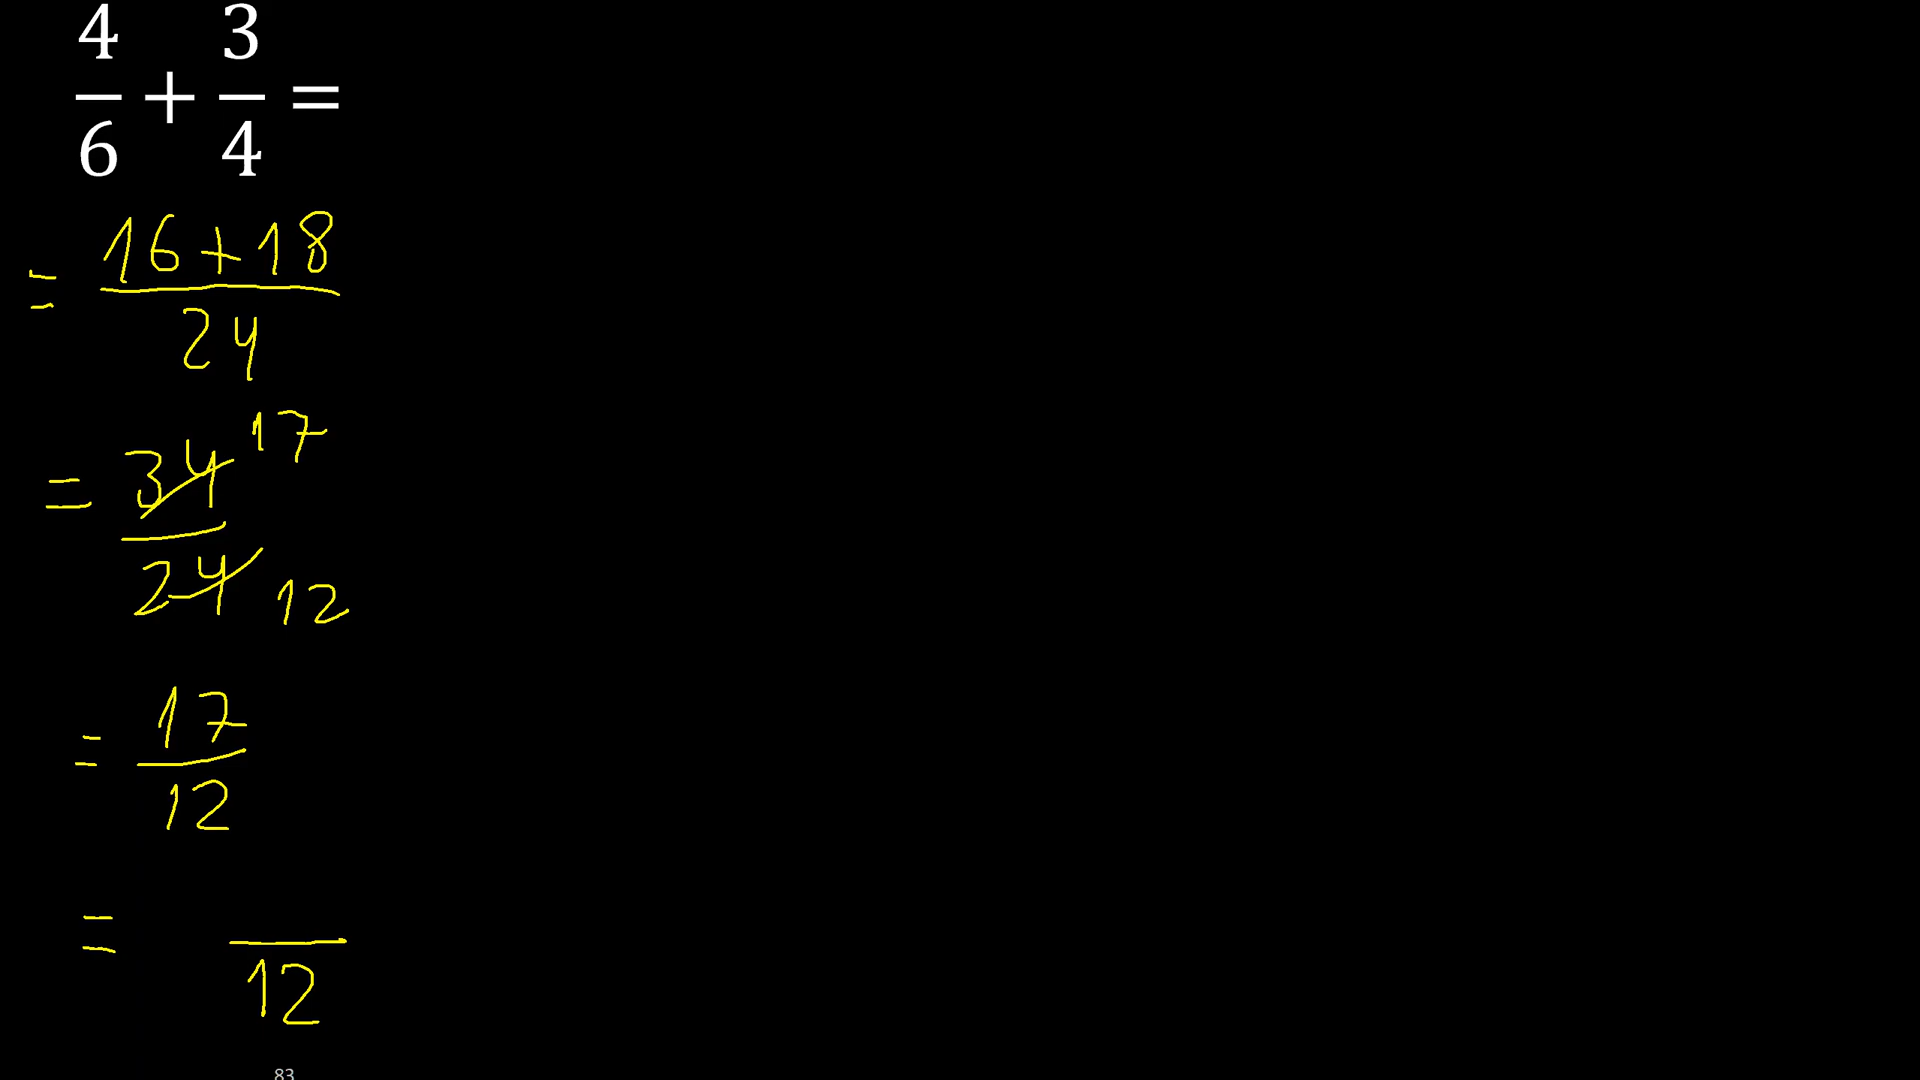 4/6 + 3/4 =
= 16+18/24
= 34/24 17 12
= 17/12
= /12
83